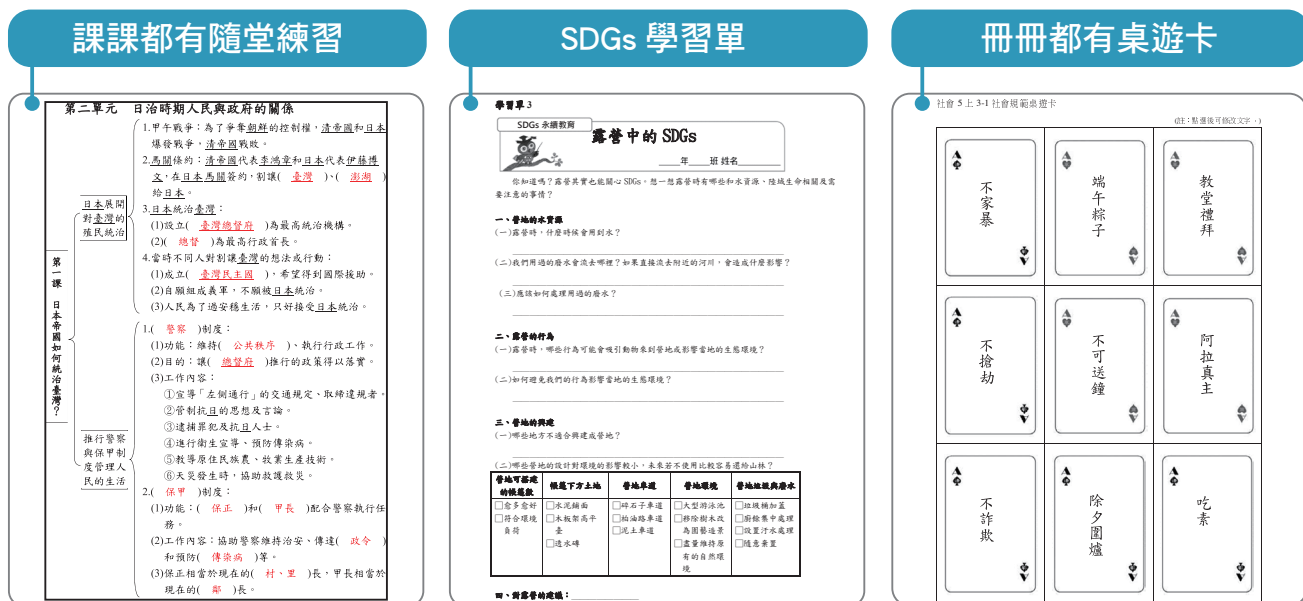 課課都有隨堂練習
第二單元　日治時期人民與政府的關係
第一課　日本帝國如何統治臺灣？
日本展開
對臺灣的
殖民統治
1.甲午戰爭：為了爭奪朝鮮的控制權，清帝國和日本
爆發戰爭，清帝國戰敗。
2.馬關條約：清帝國代表李鴻章和日本代表伊藤博
文，在日本馬關簽約，割讓(　臺灣　)、(　澎湖　)
給日本。
3.日本統治臺灣：
(1)設立(　臺灣總督府　)為最高統治機構。
(2)(　總督　)為最高行政首長。
4.當時不同人對割讓臺灣的想法或行動：
(1)成立(　臺灣民主國　)，希望得到國際援助。
(2)自願組成義軍，不願被日本統治。
(3)人民為了過安穩生活，只好接受日本統治。
推行警察
與保甲制
度管理人
民的生活
1.(　警察　)制度：
(1)功能：維持(　公共秩序　)、執行行政工作。
(2)目的：讓(　總督府　)推行的政策得以落實。
(3)工作內容：
①宣導「左側通行」的交通規定、取締違規者。
②管制抗日的思想及言論。
③逮捕罪犯及抗日人士。
④進行衛生宣導、預防傳染病。
⑤教導原住民族農、牧業生產技術。
⑥天災發生時，協助救護救災。
2.(　保甲　)制度：
(1)功能：(　保正　)和(　甲長　)配合警察執行任
務。
(2)工作內容：協助警察維持治安、傳達(　政令　)
和預防(　傳染病　)等。
(3)保正相當於現在的(　村、里　)長，甲長相當於
現在的(　鄰　)長。
SDGs 學習單
學習單 3
SDGs 永續教育
露營中的 SDGs
____年____班 姓名________
你知道嗎？露營其實也能關心 SDGs。想一想露營時有哪些和水資源、陸域生命相關及需
要注意的事情？
一、營地的水資源
(一)露營時，什麼時候會用到水？
(二)我們用過的廢水會流去哪裡？如果直接流去附近的河川，會造成什麼影響？
(三)應該如何處理用過的廢水？
二、露營的行為
(一)露營時，哪些行為可能會吸引動物來到營地或影響當地的生態環境？
(二)如何避免我們的行為影響當地的生態環境？
三、營地的興建
(一)哪些地方不適合興建成營地？
(二)哪些營地的設計對環境的影響較小，未來若不使用比較容易還給山林？
營地可搭建
的帳篷數
□愈多愈好
□符合環境
負荷
帳篷下方土地
□水泥鋪面
□木板架高平
臺
□透水磚
營地車道
□碎石子車道
□柏油路車道
□泥土車道
營地環境
□大型游泳池
□移除樹木改
為園藝造景
□盡量維持原
有的自然環
境
營地垃圾與廢水
□垃圾桶加蓋
□廚餘集中處理
□設置汙水處理
□隨意棄置
四、對露營的建議：
冊冊都有桌遊卡
社會 5 上 3-1 社會規範桌遊卡
(註：點選後可修改文字。)
A
不家暴
A
A
端午粽子
A
A
教堂禮拜
A
A
不搶劫
A
A
不可送鐘
A
A
阿拉真主
A
A
不詐欺
A
A
除夕圍爐
A
A
吃素
A